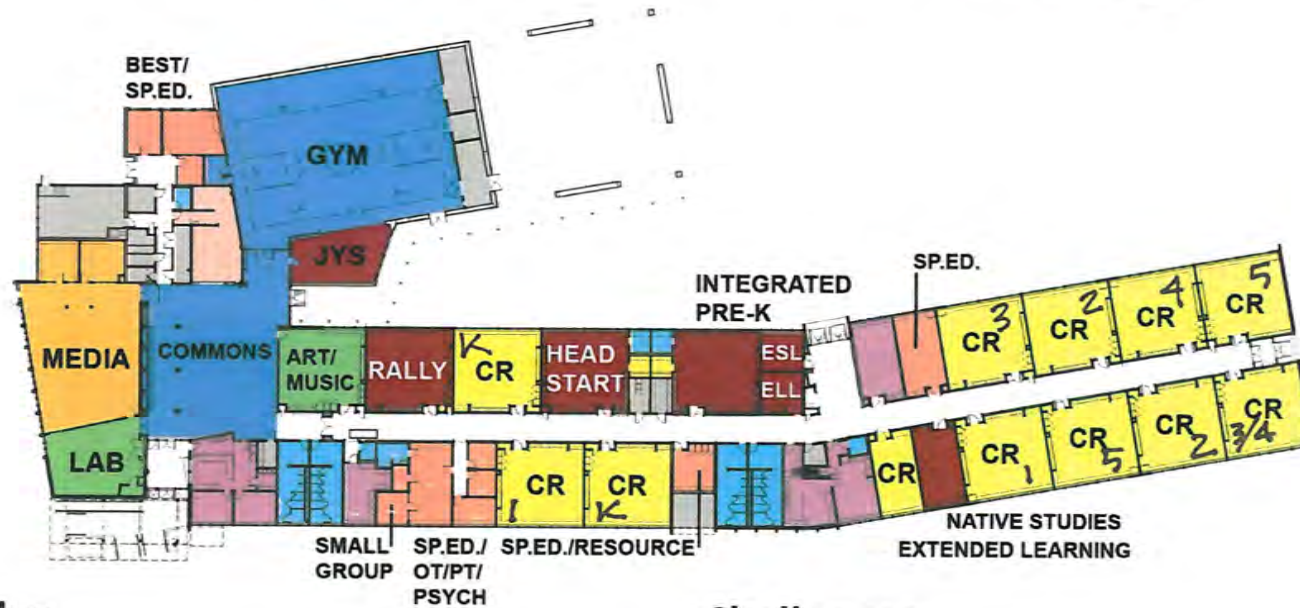 BEST/
SP.ED.
GYM
JYS
INTEGRATED
PRE-K
SP.ED.
MEDIA
COMMONS
ART/
MUSIC
RALLY
K
CR
HEAD
START
ESL
ELL
3
CR
2
CR
4
CR
5
CR
LAB
CR
1
CR
K
CR
CR
1
CR
5
CR
2
CR
3/4
SMALL
GROUP
SP.ED./
OT/PT/
PSYCH
SP.ED./RESOURCE
NATIVE STUDIES
EXTENDED LEARNING